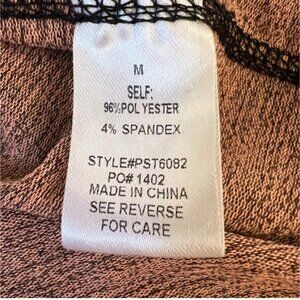 M
SELF:
96%POLYESTER
4% SPANDEX
STYLE#PST6082
PO# 1402
MADE IN CHINA
SEE REVERSE
FOR CARE